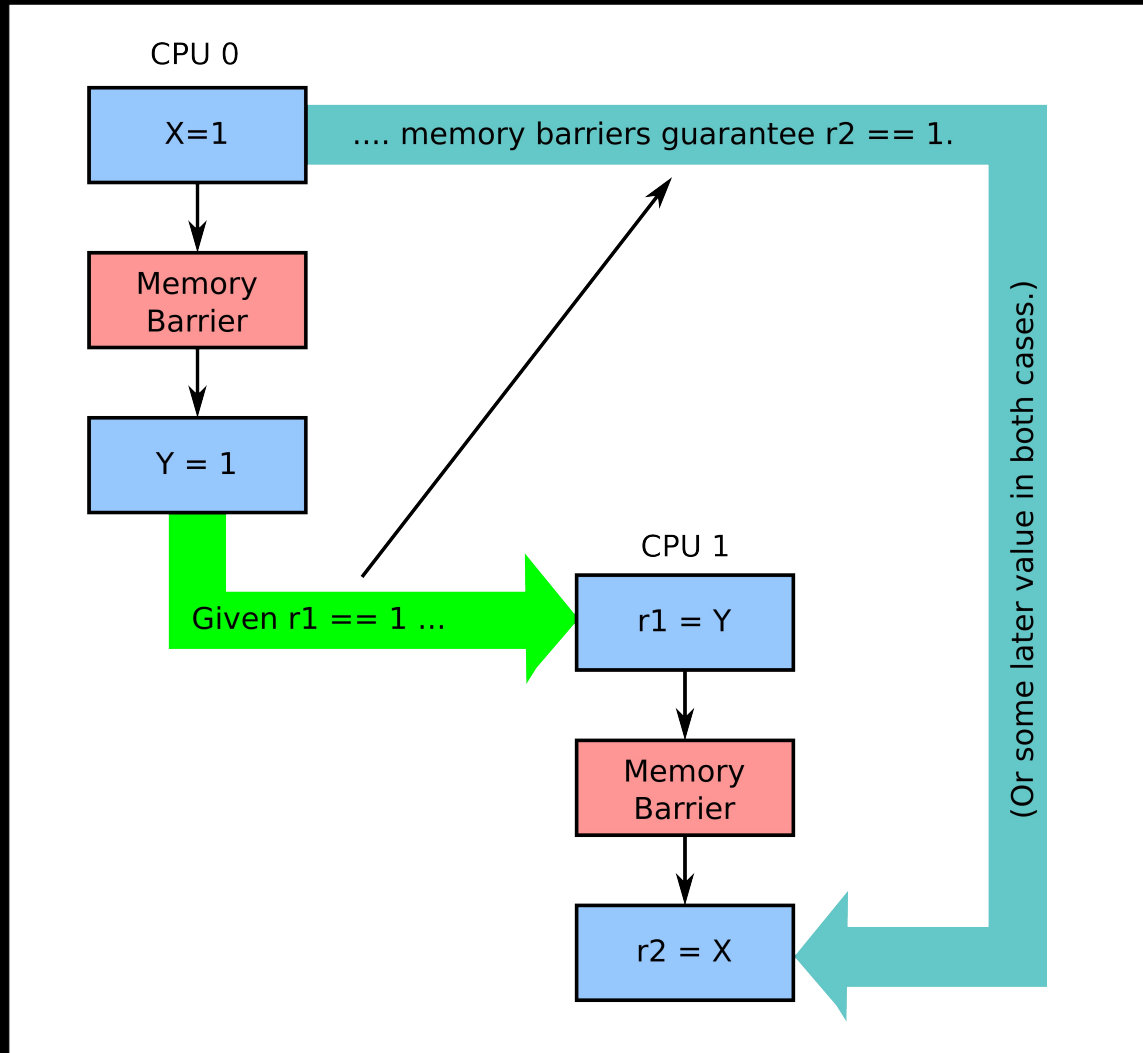 CPU 0
X=1
.... memory barriers guarantee r2 == 1.
Memory
Barrier
Y = 1
(Or some later value in both cases.)
CPU 1
Given r1 == 1 ...
r1 = Y
Memory
Barrier
r2 = X